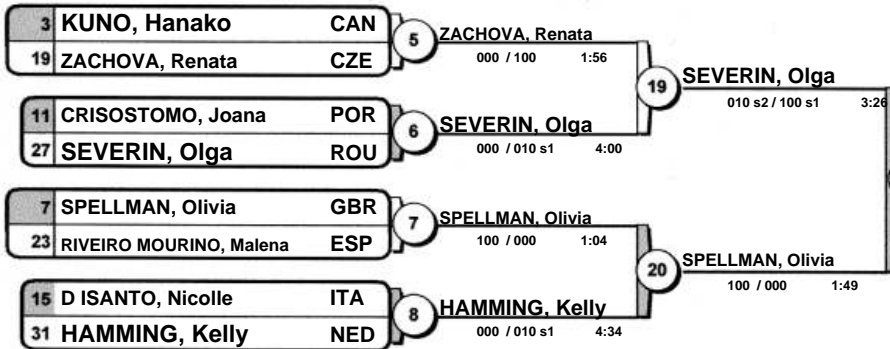 3 KUNO, Hanako CAN
19 ZACHOVA, Renata CZE
5 ZACHOVA, Renata
000 / 100 1:56
11 CRISOSTOMO, Joana POR
27 SEVERIN, Olga ROU
6 SEVERIN, Olga
000 / 010 s1 4:00
19 SEVERIN, Olga
010 s2 / 100 s1 3:26
7 SPELLMAN, Olivia GBR
23 RIVEIRO MOURINO, Malena ESP
7 SPELLMAN, Olivia
100 / 000 1:04
15 D ISANTO, Nicolle ITA
31 HAMMING, Kelly NED
8 HAMMING, Kelly
000 / 010 s1 4:34
20 SPELLMAN, Olivia
100 / 000 1:49